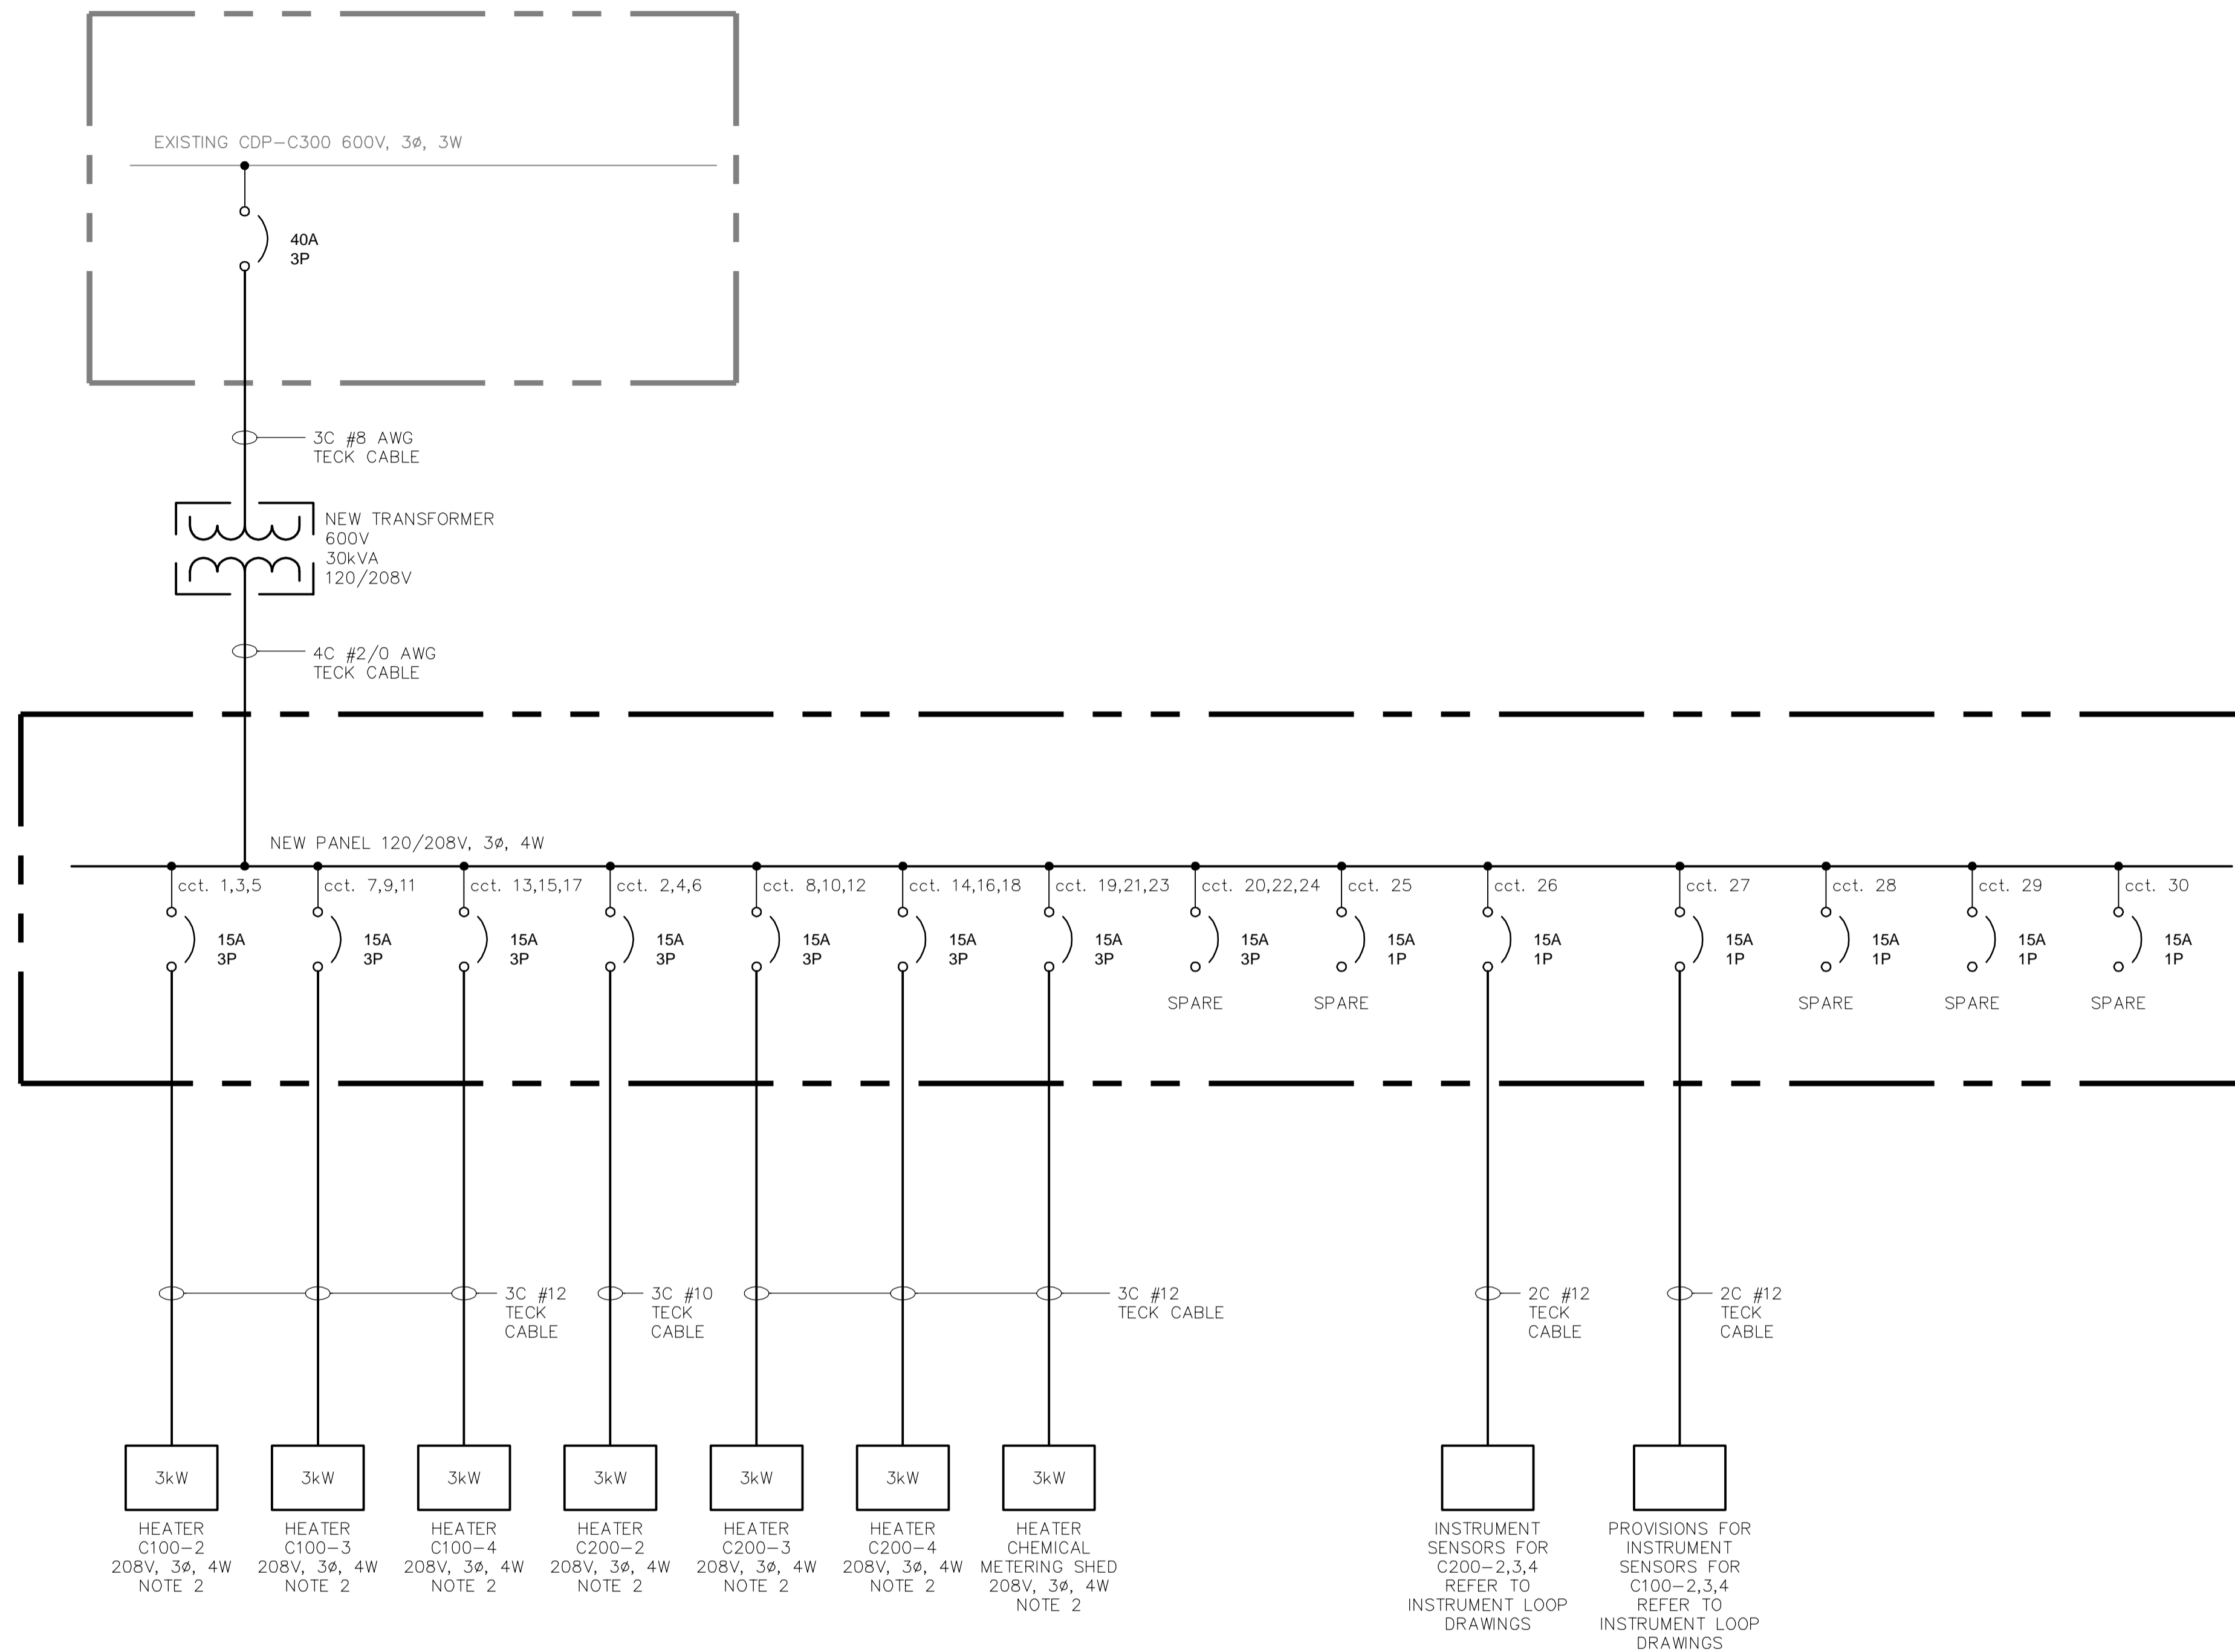 EXISTING CDP-C300 600V, 3ø, 3W
40A
3P
3C #8 AWG
TECK CABLE
NEW TRANSFORMER
600V
30kVA
120/208V
4C #2/0 AWG
TECK CABLE
NEW PANEL 120/208V, 3ø, 4W
cct. 1,3,5
15A
3P
cct. 7,9,11
15A
3P
cct. 13,15,17
15A
3P
cct. 2,4,6
15A
3P
cct. 8,10,12
15A
3P
cct. 14,16,18
15A
3P
cct. 19,21,23
15A
3P
cct. 20,22,24
15A
3P
SPARE
cct. 25
15A
1P
SPARE
cct. 26
15A
1P
cct. 27
15A
1P
cct. 28
15A
1P
SPARE
cct. 29
15A
1P
SPARE
cct. 30
15A
1P
SPARE
3C #12
TECK
CABLE
3C #10
TECK
CABLE
3C #12
TECK CABLE
2C #12
TECK
CABLE
2C #12
TECK
CABLE
3kW
HEATER
C100-2
208V, 3ø, 4W
NOTE 2
3kW
HEATER
C100-3
208V, 3ø, 4W
NOTE 2
3kW
HEATER
C100-4
208V, 3ø, 4W
NOTE 2
3kW
HEATER
C200-2
208V, 3ø, 4W
NOTE 2
3kW
HEATER
C200-3
208V, 3ø, 4W
NOTE 2
3kW
HEATER
C200-4
208V, 3ø, 4W
NOTE 2
3kW
HEATER
CHEMICAL
METERING SHED
208V, 3ø, 4W
NOTE 2
INSTRUMENT
SENSORS FOR
C200-2,3,4
REFER TO
INSTRUMENT LOOP
DRAWINGS
PROVISIONS FOR
INSTRUMENT
SENSORS FOR
C100-2,3,4
REFER TO
INSTRUMENT LOOP
DRAWINGS